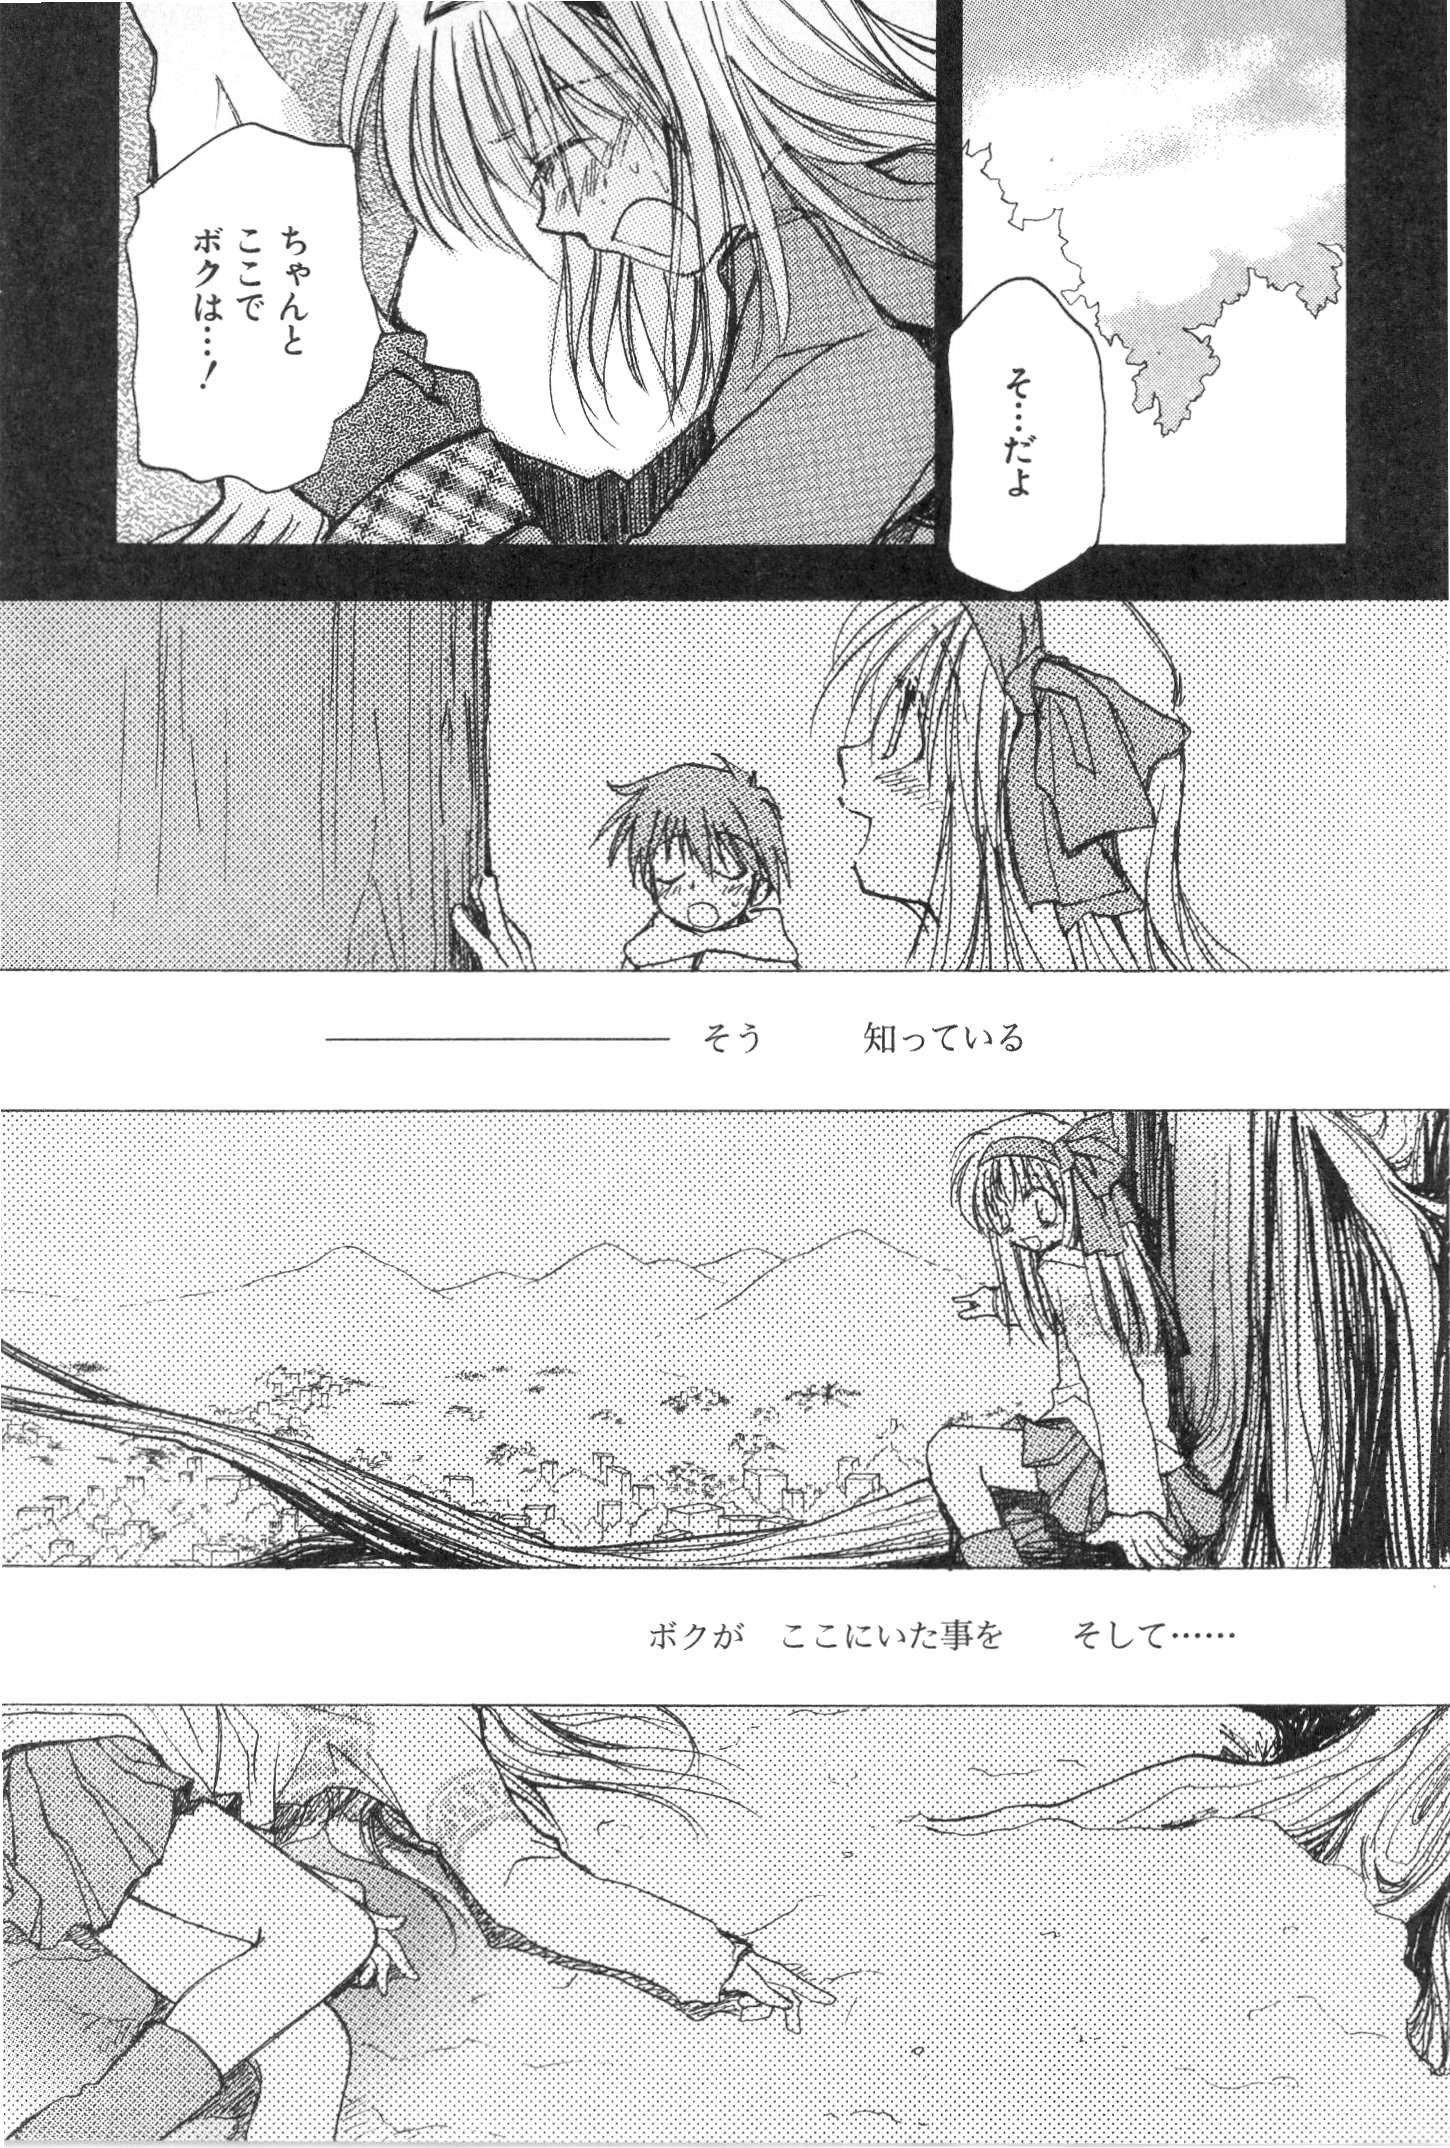 そ…だよ
ちゃんと
ここで
ボクは…！
――――― そう　知っている
ボクが　ここにいた事を　そして……